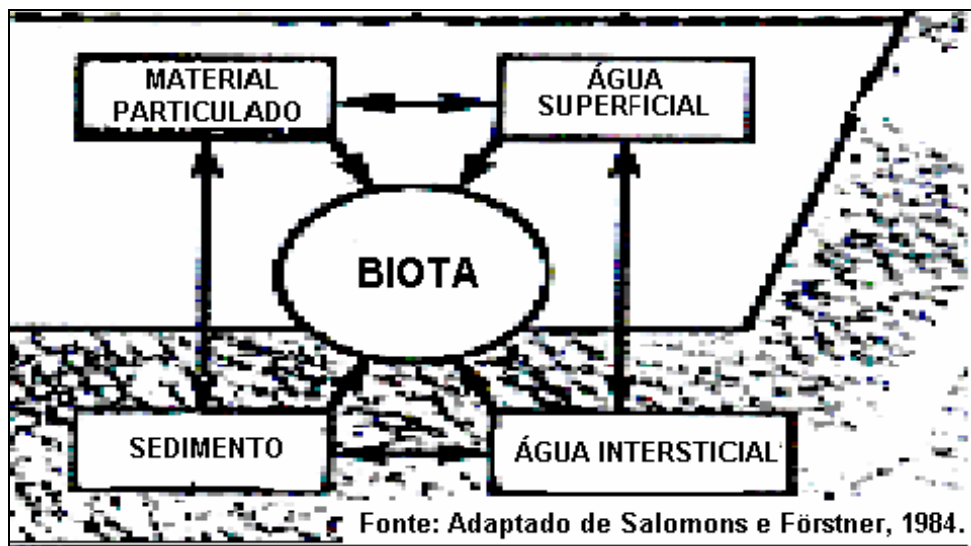 MATERIAL
PARTICULADO
ÁGUA
SUPERFICIAL
BIOTA
SEDIMENTO
ÁGUA INTERSTICIAL
Fonte: Adaptado de Salomons e Förstner, 1984.